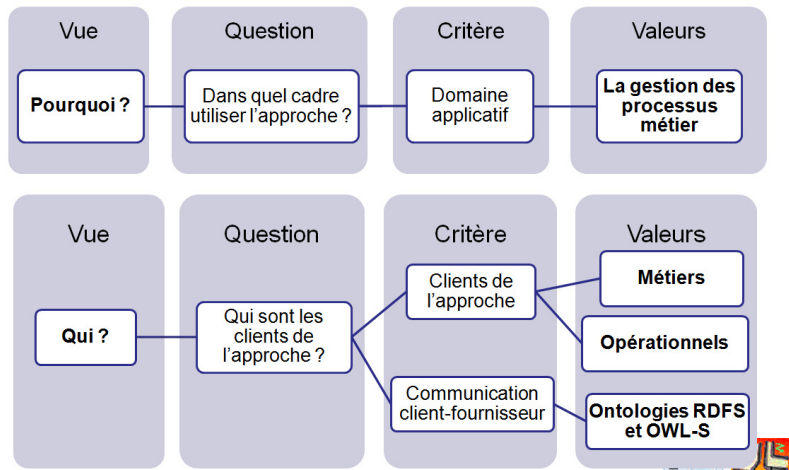 Vue Question Critère Valeurs
Pourquoi ?
Dans quel cadre
utiliser l'approche ?
Domaine
applicatif
La gestion des
processus
métier
Vue Question Critère Valeurs
Qui ?
Qui sont les
clients de
l'approche ?
Clients de
l'approche
Métiers
Opérationnels
Communication
client-fournisseur
Ontologies RDFS
et OWL-S